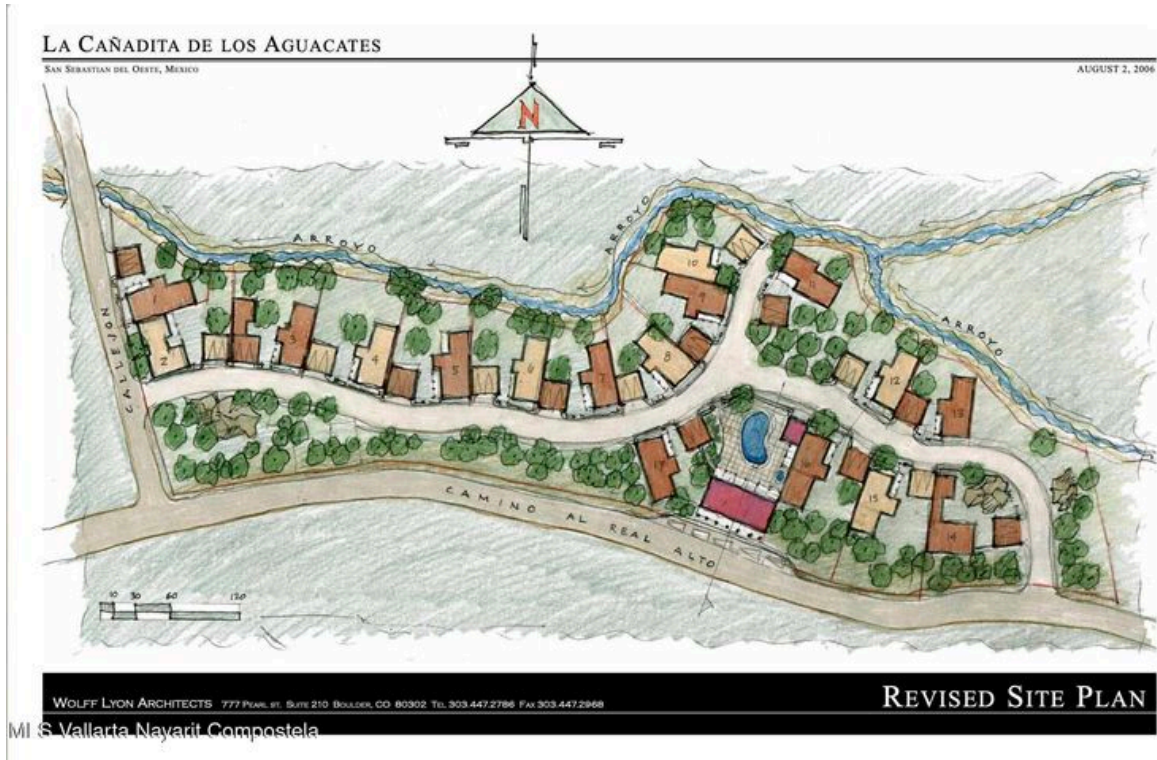 LA CAÑADITA DE LOS AGUACATES
SAN SEBASTIAN DEL OESTE, MEXICO
AUGUST 2, 2006
N
ARROYO
ARROYO
ARROYO
CALLEJON
1
2
3
4
5
6
7
8
9
10
11
12
13
14
15
16
17
CAMINO AL REAL ALTO
10 30 60 120
WOLFF LYON ARCHITECTS 777 PEARL ST. SUITE 210 BOULDER, CO 80302 TEL 303.447.2786 FAX 303.447.2968
REVISED SITE PLAN
MLS Vallarta Nayarit Compostela